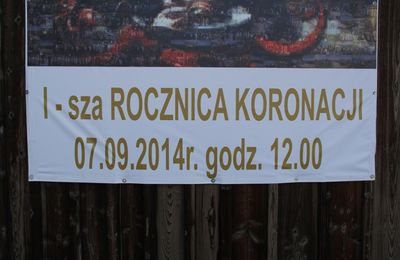 I - sza ROCZNICA KORONACJI
07.09.2014r. godz. 12.00